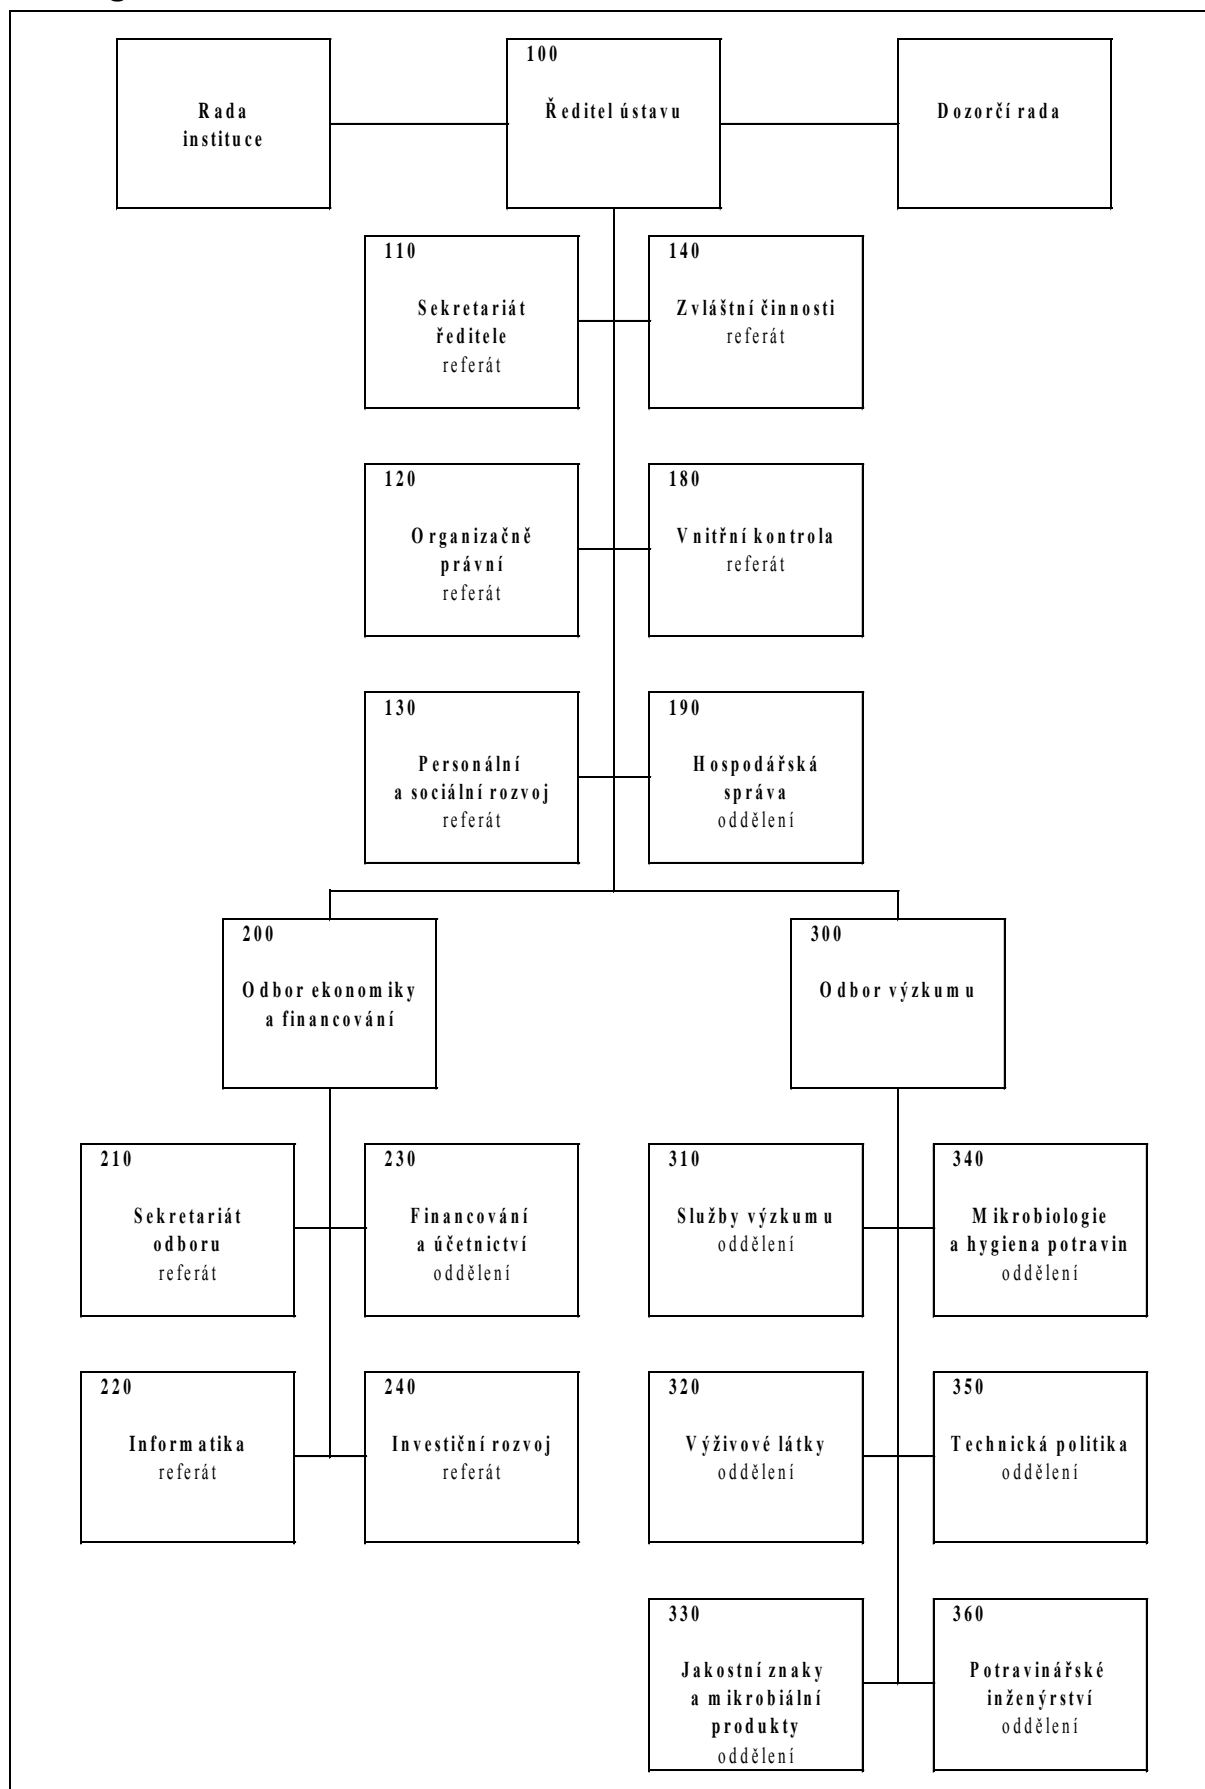 Rada
instituce
100
Ředitel ústavu
Dozorčí rada
110
Sekretariát
ředitele
referát
140
Zvláštní činnosti
referát
120
Organizačně
právní
referát
180
Vnitřní kontrola
referát
130
Personální
a sociální rozvoj
referát
190
Hospodářská
správa
oddělení
200
Odbor ekonomiky
a financování
300
Odbor výzkumu
210
Sekretariát
odboru
referát
230
Financování
a účetnictví
oddělení
310
Služby výzkumu
oddělení
340
Mikrobiologie
a hygiena potravin
oddělení
220
Informatika
referát
240
Investiční rozvoj
referát
320
Výživové látky
oddělení
350
Technická politika
oddělení
330
Jakostní znaky
a mikrobiální
produkty
oddělení
360
Potravinářské
inženýrství
oddělení